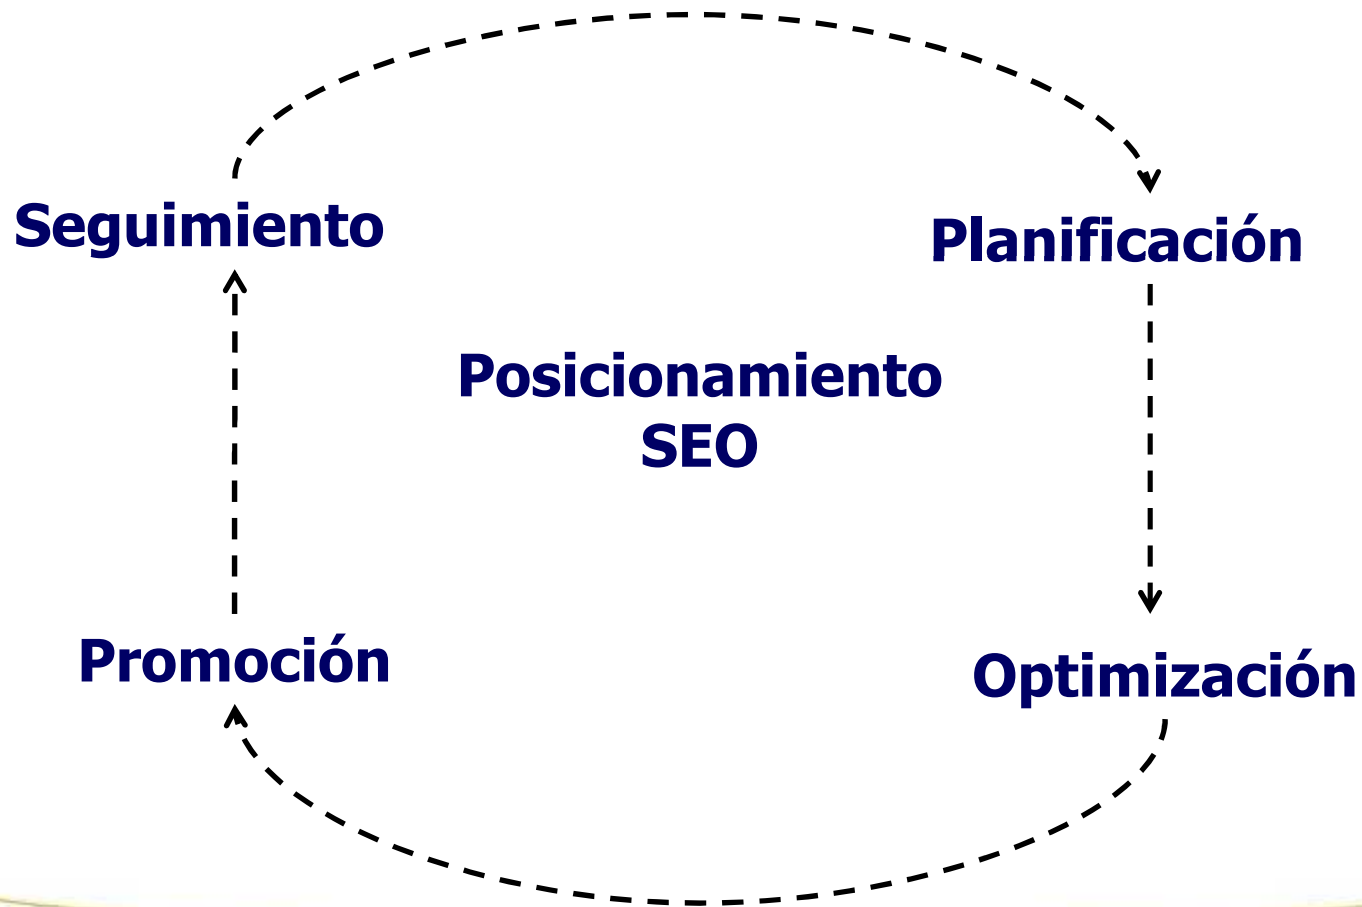 Seguimiento
Planificación
Posicionamiento
SEO
Promoción
Optimización